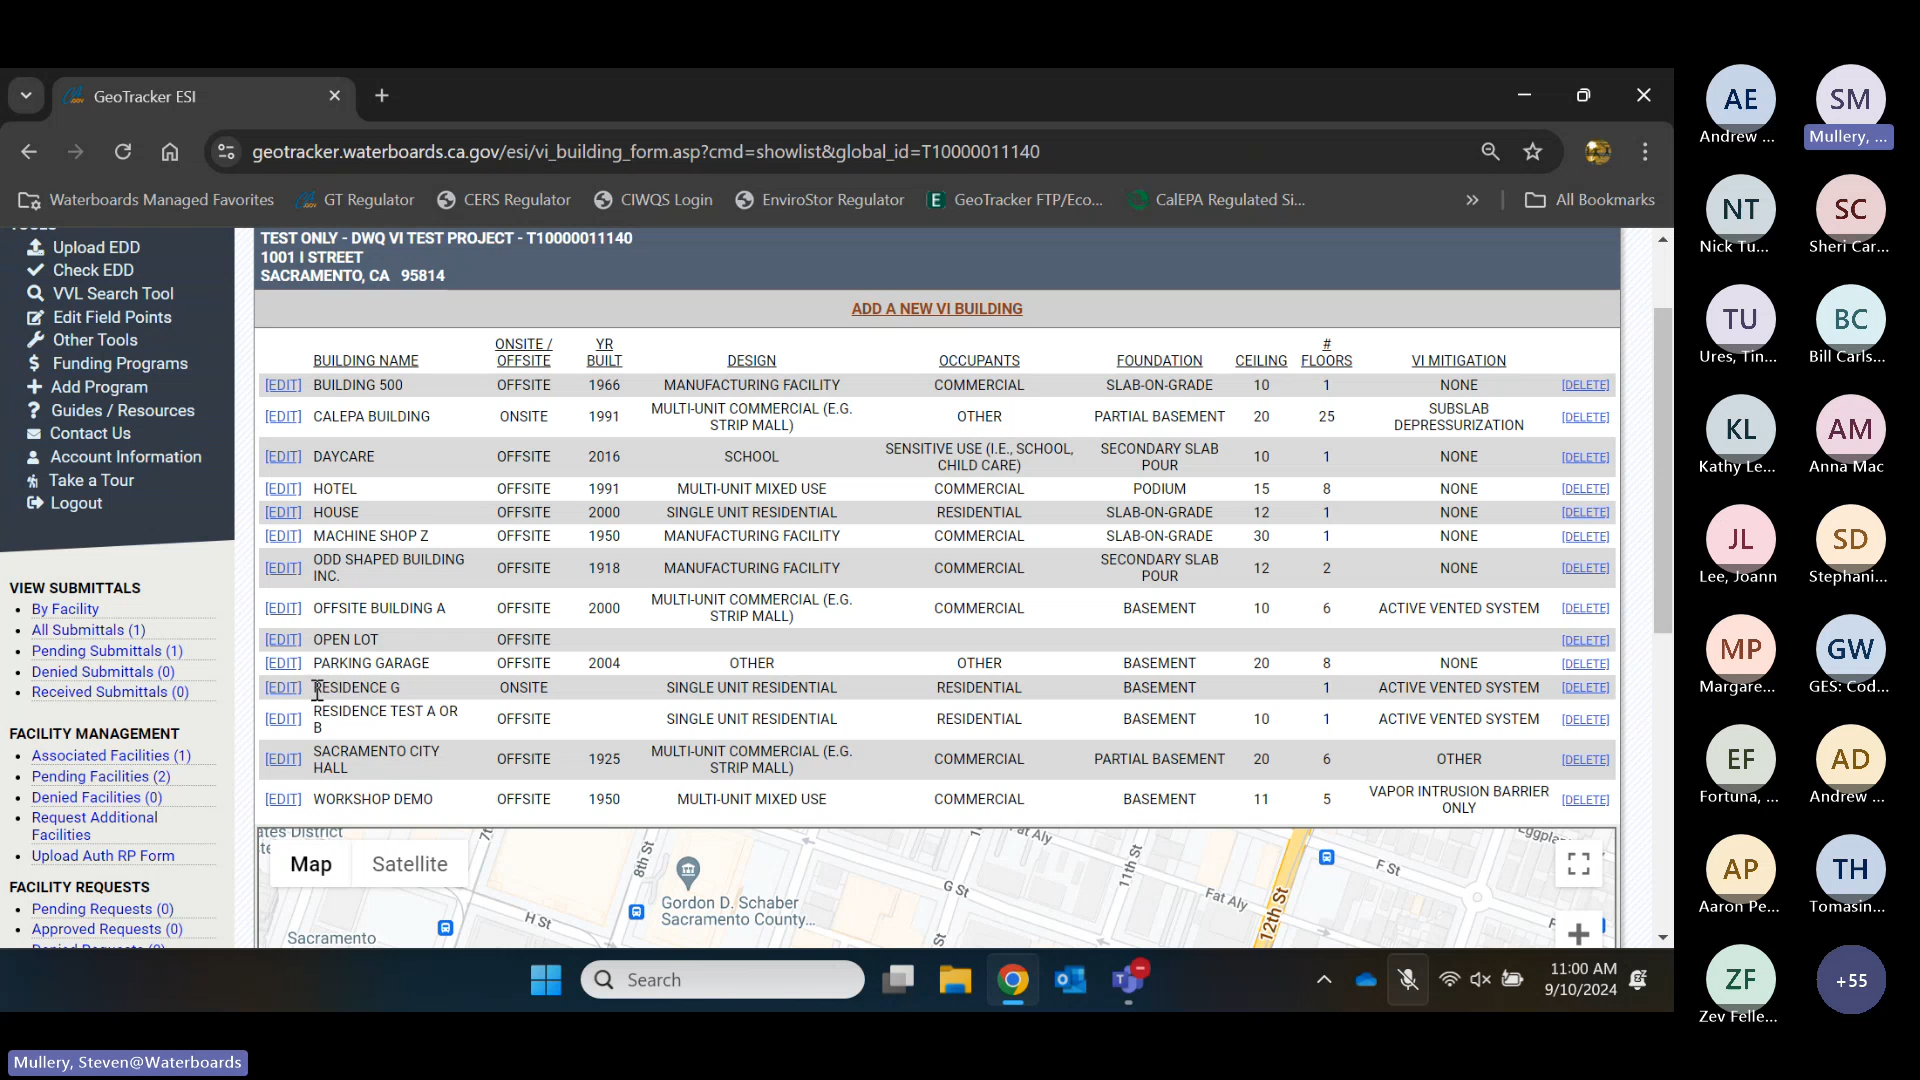 GeoTracker ESI
geotracker.waterboards.ca.gov/esi/vi_building_form.asp?cmd=showlist&global_id=T10000011140
Waterboards Managed Favorites
GT Regulator
CERS Regulator
CIWQS Login
EnviroStor Regulator
GeoTracker FTP/Eco...
CalEPA Regulated Si...
»
All Bookmarks
Upload EDD
Check EDD
VVL Search Tool
Edit Field Points
Other Tools
Funding Programs
Add Program
Guides / Resources
Contact Us
Account Information
Take a Tour
Logout
VIEW SUBMITTALS
By Facility
All Submittals (1)
Pending Submittals (1)
Denied Submittals (0)
Received Submittals (0)
FACILITY MANAGEMENT
Associated Facilities (1)
Pending Facilities (2)
Denied Facilities (0)
Request Additional
Facilities
Upload Auth RP Form
FACILITY REQUESTS
Pending Requests (0)
Approved Requests (0)
TEST ONLY - DWQ VI TEST PROJECT - T10000011140
1001 I STREET
SACRAMENTO, CA 95814
ADD A NEW VI BUILDING
BUILDING NAME ONSITE / OFFSITE YR BUILT DESIGN OCCUPANTS FOUNDATION CEILING # FLOORS VI MITIGATION
[EDIT] BUILDING 500 OFFSITE 1966 MANUFACTURING FACILITY COMMERCIAL SLAB-ON-GRADE 10 1 NONE [DELETE]
[EDIT] CALEPA BUILDING ONSITE 1991 MULTI-UNIT COMMERCIAL (E.G. STRIP MALL) OTHER PARTIAL BASEMENT 20 25 SUBSLAB DEPRESSURIZATION [DELETE]
[EDIT] DAYCARE OFFSITE 2016 SCHOOL SENSITIVE USE (I.E., SCHOOL, CHILD CARE) SECONDARY SLAB POUR 10 1 NONE [DELETE]
[EDIT] HOTEL OFFSITE 1991 MULTI-UNIT MIXED USE COMMERCIAL PODIUM 15 8 NONE [DELETE]
[EDIT] HOUSE OFFSITE 2000 SINGLE UNIT RESIDENTIAL RESIDENTIAL SLAB-ON-GRADE 12 1 NONE [DELETE]
[EDIT] MACHINE SHOP Z OFFSITE 1950 MANUFACTURING FACILITY COMMERCIAL SLAB-ON-GRADE 30 1 NONE [DELETE]
[EDIT] ODD SHAPED BUILDING INC. OFFSITE 1918 MANUFACTURING FACILITY COMMERCIAL SECONDARY SLAB POUR 12 2 NONE [DELETE]
[EDIT] OFFSITE BUILDING A OFFSITE 2000 MULTI-UNIT COMMERCIAL (E.G. STRIP MALL) COMMERCIAL BASEMENT 10 6 ACTIVE VENTED SYSTEM [DELETE]
[EDIT] OPEN LOT OFFSITE [DELETE]
[EDIT] PARKING GARAGE OFFSITE 2004 OTHER OTHER BASEMENT 20 8 NONE [DELETE]
[EDIT] RESIDENCE G ONSITE SINGLE UNIT RESIDENTIAL RESIDENTIAL BASEMENT 1 ACTIVE VENTED SYSTEM [DELETE]
[EDIT] RESIDENCE TEST A OR B OFFSITE SINGLE UNIT RESIDENTIAL RESIDENTIAL BASEMENT 10 1 ACTIVE VENTED SYSTEM [DELETE]
[EDIT] SACRAMENTO CITY HALL OFFSITE 1925 MULTI-UNIT COMMERCIAL (E.G. STRIP MALL) COMMERCIAL PARTIAL BASEMENT 20 6 OTHER [DELETE]
[EDIT] WORKSHOP DEMO OFFSITE 1950 MULTI-UNIT MIXED USE COMMERCIAL BASEMENT 11 5 VAPOR INTRUSION BARRIER ONLY [DELETE]
Map
Satellite
8th St
Gordon D. Schaber
Sacramento County...
H St
G St
11th St
Fat Aly
12th St
F St
Sacramento
Search
11:00 AM
9/10/2024
AE
Andrew ...
SM
Mullery, ...
NT
Nick Tu...
SC
Sheri Car...
TU
Ures, Tin...
BC
Bill Carls...
KL
Kathy Le...
AM
Anna Mac
JL
Lee, Joann
SD
Stephani...
MP
Margare...
GW
GES: Cod...
EF
Fortuna, ...
AD
Andrew ...
AP
Aaron Pe...
TH
Tomasin...
ZF
Zev Felle...
+55
Mullery, Steven@Waterboards